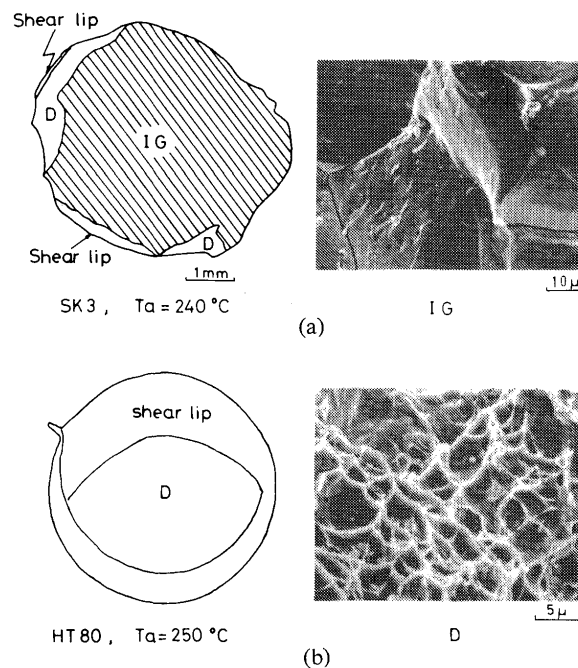 Shear lip
D
IG
D
Shear lip
1mm
10μ
SK3, Ta = 240 °C
IG
(a)
shear lip
D
5μ
HT80, Ta = 250 °C
D
(b)